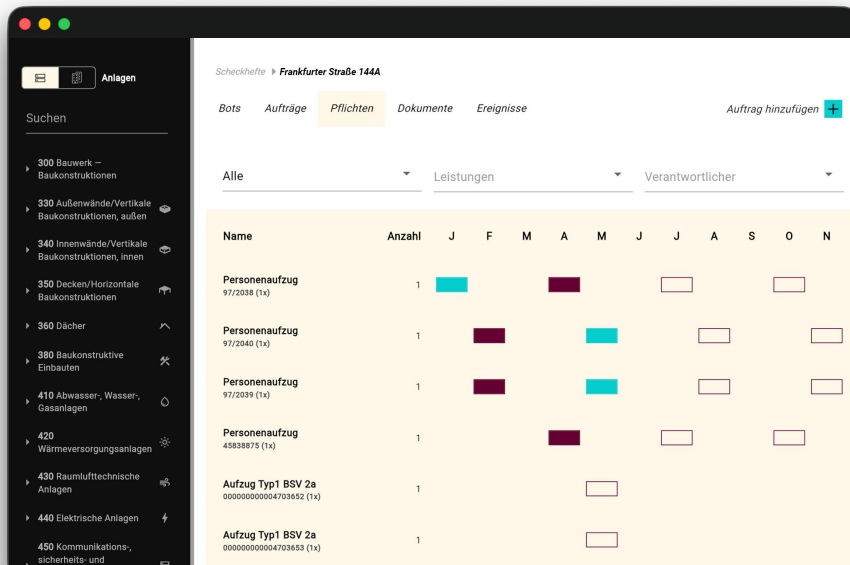 Anlagen
Suchen
300 Bauwerk —
Baukonstruktionen
330 Außenwände/Vertikale
Baukonstruktionen, außen
340 Innenwände/Vertikale
Baukonstruktionen, innen
350 Decken/Horizontale
Baukonstruktionen
360 Dächer
380 Baukonstruktive
Einbauten
410 Abwasser-, Wasser-,
Gasanlagen
420
Wärmeversorgungsanlagen
430 Raumlufttechnische
Anlagen
440 Elektrische Anlagen
450 Kommunikations-,
sicherheits- und
Scheckhefte Frankfurter Straße 144A
Bots Aufträge Pflichten Dokumente Ereignisse Auftrag hinzufügen +
Alle Leistungen Verantwortlicher
Name Anzahl J F M A M J J A S O N
Personenaufzug
97/2038 (1x) 1
Personenaufzug
97/2040 (1x) 1
Personenaufzug
97/2039 (1x) 1
Personenaufzug
45838875 (1x) 1
Aufzug Typ1 BSV 2a
000000000004703652 (1x) 1
Aufzug Typ1 BSV 2a
000000000004703653 (1x) 1